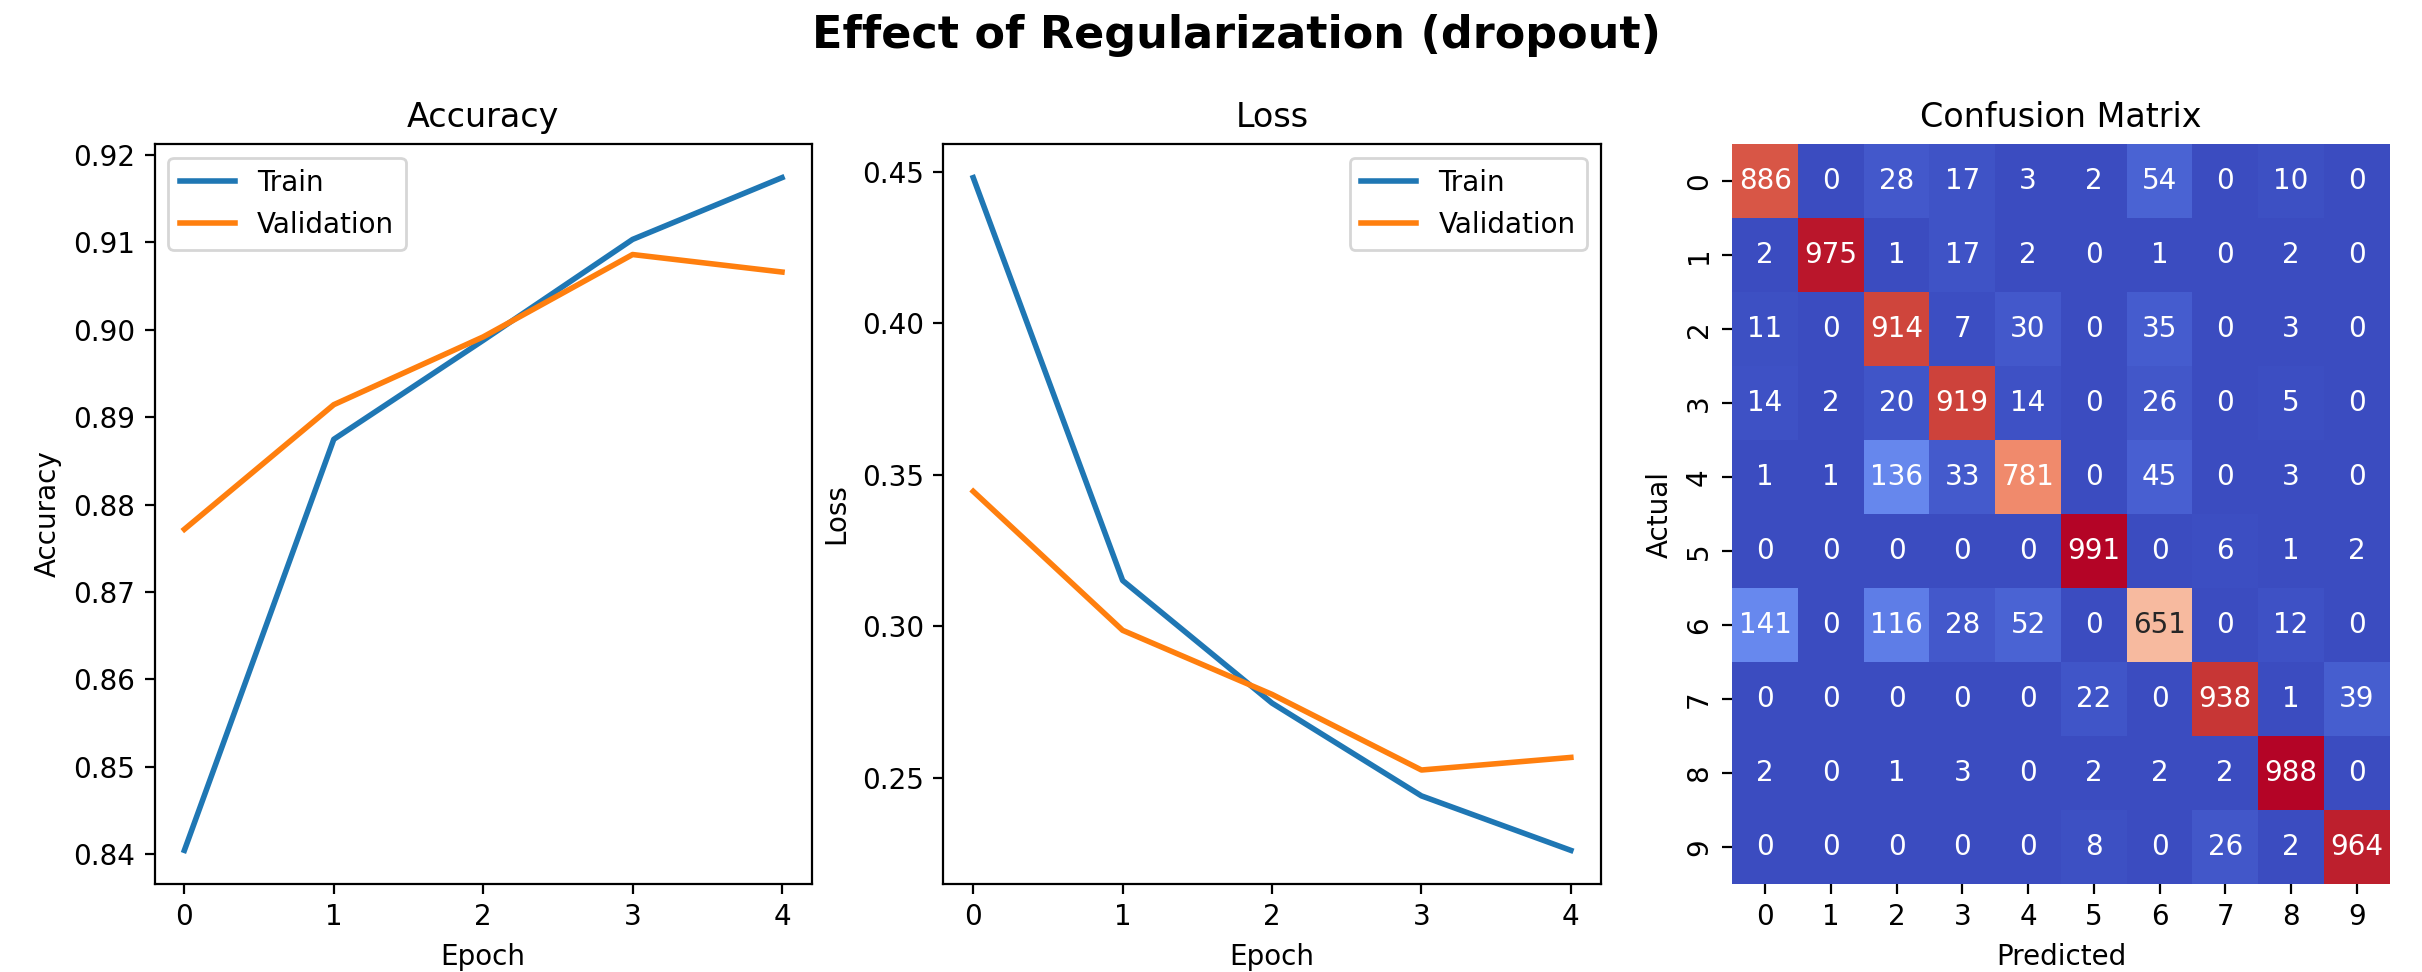 Effect of Regularization (dropout)
Accuracy
Train
Validation
0.92
0.91
0.90
0.89
0.88
0.87
0.86
0.85
0.84
Accuracy
0 1 2 3 4
Epoch
Loss
Train
Validation
0.45
0.40
0.35
0.30
0.25
Loss
0 1 2 3 4
Epoch
Confusion Matrix
Actual
0 886 0 28 17 3 2 54 0 10 0
1 2 975 1 17 2 0 1 0 2 0
2 11 0 914 7 30 0 35 0 3 0
3 14 2 20 919 14 0 26 0 5 0
4 1 1 136 33 781 0 45 0 3 0
5 0 0 0 0 0 991 0 6 1 2
6 141 0 116 28 52 0 651 0 12 0
7 0 0 0 0 0 22 0 938 1 39
8 2 0 1 3 0 2 2 2 988 0
9 0 0 0 0 0 8 0 26 2 964
0 1 2 3 4 5 6 7 8 9
Predicted